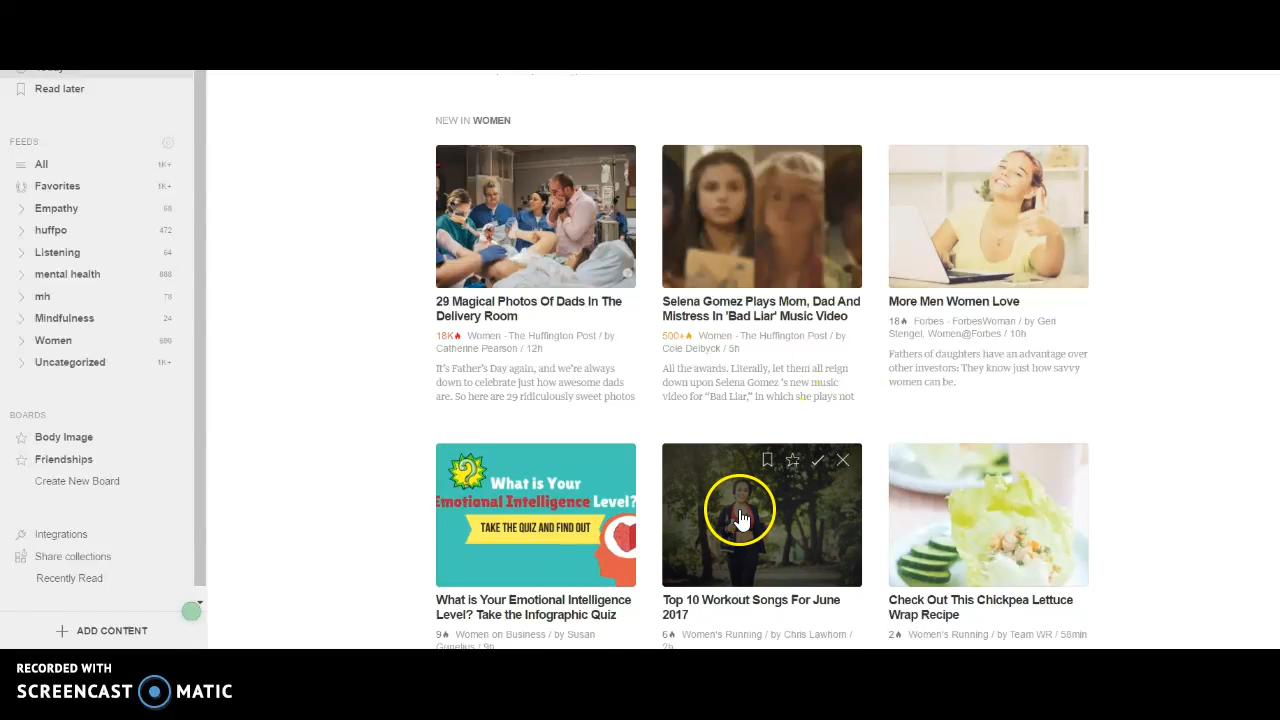 Today
Read later
FEEDS
All 1K+
Favorites 1K+
Empathy 68
huffpo 472
Listening 64
mental health 888
mh 78
Mindfulness 24
Women 600
Uncategorized 1K+
BOARDS
Body Image
Friendships
Create New Board
Integrations
Share collections
Recently Read
ADD CONTENT
NEW IN WOMEN
29 Magical Photos Of Dads In The
Delivery Room
18K Women - The Huffington Post / by
Catherine Pearson / 12h
It's Father's Day again, and we're always
down to celebrate just how awesome dads
are. So here are 29 ridiculously sweet photos
Selena Gomez Plays Mom, Dad And
Mistress In 'Bad Liar' Music Video
500+ Women - The Huffington Post / by
Cole Delbyck / 5h
All the awards. Literally, let them all reign
down upon Selena Gomez 's new music
video for "Bad Liar," in which she plays not
More Men Women Love
18 Forbes - ForbesWoman / by Geri
Stengel, Women@Forbes / 10h
Fathers of daughters have an advantage over
other investors: They know just how savvy
women can be.
What is Your
Emotional Intelligence Level?
TAKE THE QUIZ AND FIND OUT
What is Your Emotional Intelligence
Level? Take the Infographic Quiz
9 Women on Business / by Susan
Gunelius / 9h
Top 10 Workout Songs For June
2017
6 Women's Running / by Chris Lawhorn /
2h
Check Out This Chickpea Lettuce
Wrap Recipe
2 Women's Running / by Team WR / 58min
RECORDED WITH
SCREENCAST MATIC